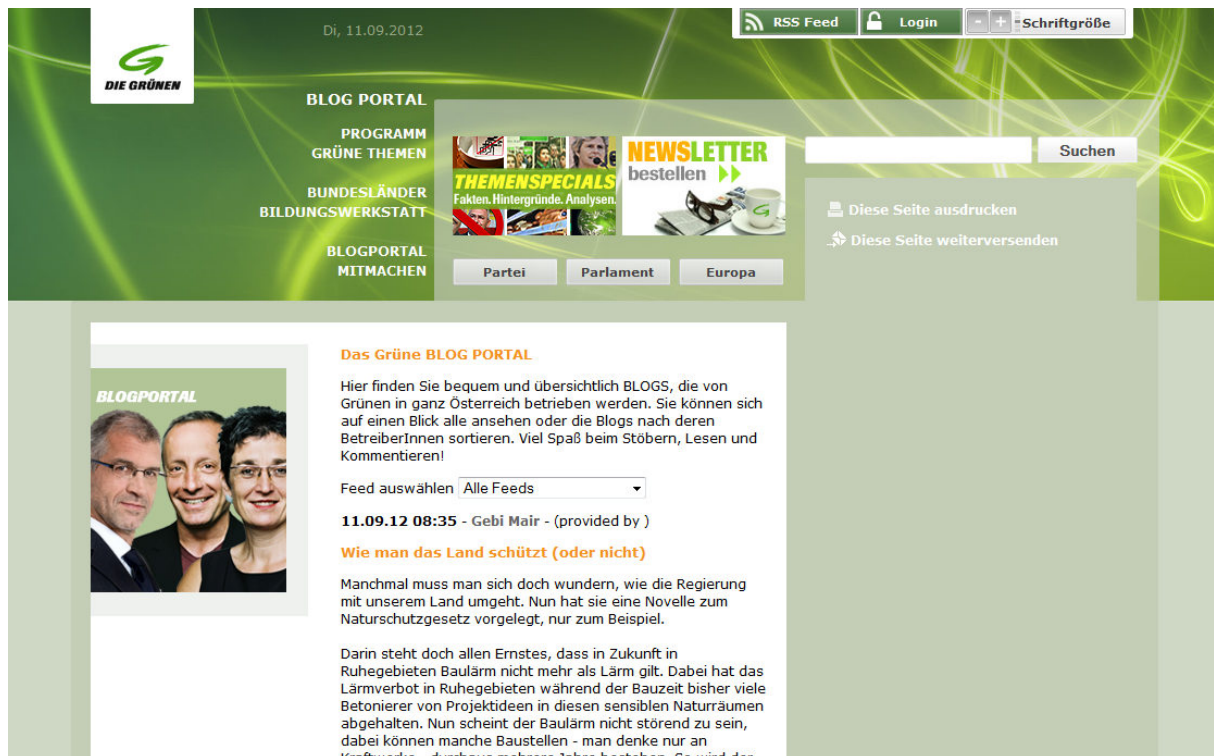 Di, 11.09.2012
RSS Feed
Login
- + Schriftgröße
DIE GRÜNEN
BLOG PORTAL
PROGRAMM
GRÜNE THEMEN
BUNDESLÄNDER
BILDUNGSWERKSTATT
BLOGPORTAL
MITMACHEN
THEMENSPECIALS
Fakten. Hintergründe. Analysen.
NEWSLETTER
bestellen
Suchen
Diese Seite ausdrucken
Diese Seite weiterversenden
Partei
Parlament
Europa
BLOGPORTAL
Das Grüne BLOG PORTAL
Hier finden Sie bequem und übersichtlich BLOGS, die von
Grünen in ganz Österreich betrieben werden. Sie können sich
auf einen Blick alle ansehen oder die Blogs nach deren
BetreiberInnen sortieren. Viel Spaß beim Stöbern, Lesen und
Kommentieren!
Feed auswählen Alle Feeds
11.09.12 08:35 - Gebi Mair - (provided by )
Wie man das Land schützt (oder nicht)
Manchmal muss man sich doch wundern, wie die Regierung
mit unserem Land umgeht. Nun hat sie eine Novelle zum
Naturschutzgesetz vorgelegt, nur zum Beispiel.
Darin steht doch allen Ernstes, dass in Zukunft in
Ruhegebieten Baulärm nicht mehr als Lärm gilt. Dabei hat das
Lärmverbot in Ruhegebieten während der Bauzeit bisher viele
Betonierer von Projektideen in diesen sensiblen Naturräumen
abgehalten. Nun scheint der Baulärm nicht störend zu sein,
dabei können manche Baustellen - man denke nur an
Kraftwerke - durchaus mehrere Jahre bestehen. So wird der